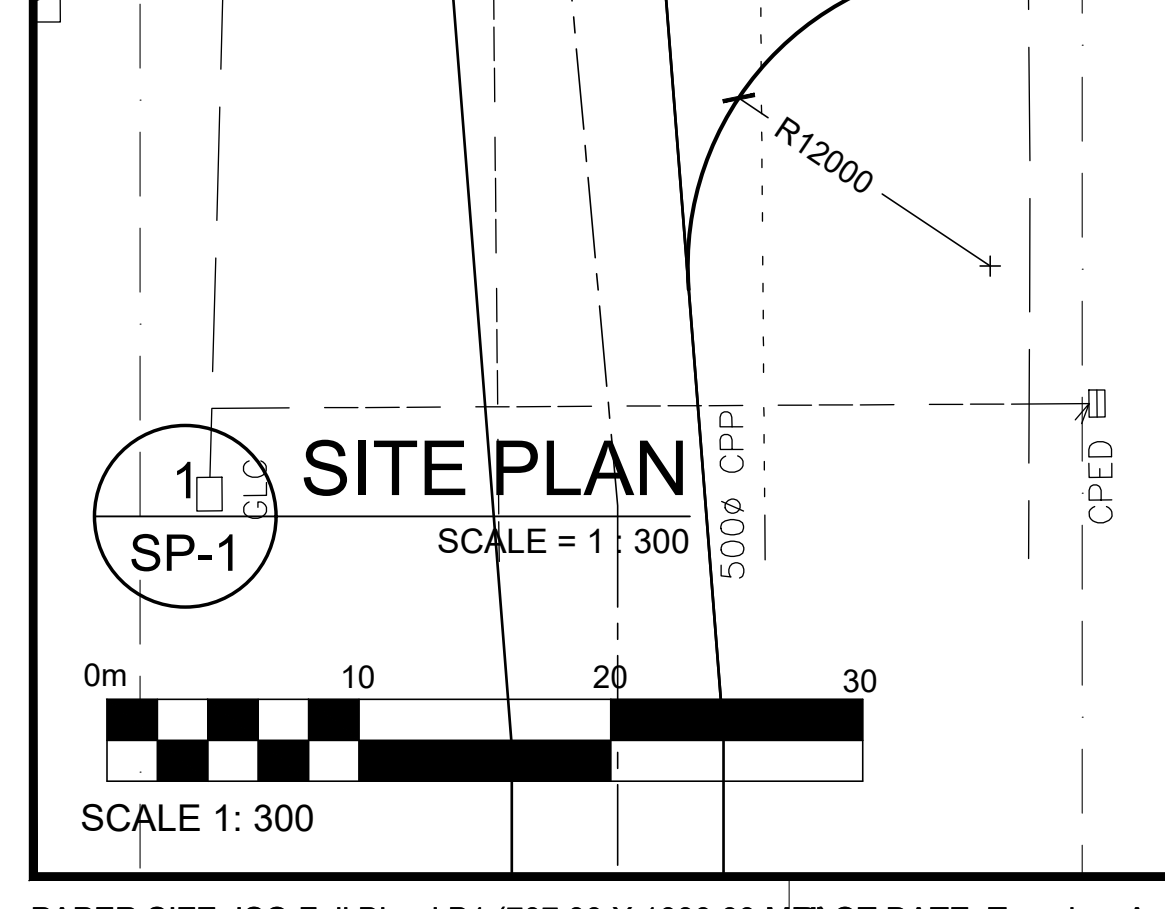 R12000
1
GLC
SITE PLAN
SP-1
SCALE = 1 : 300
500ø CPP
CPED
0m 10 20 30
SCALE 1: 300